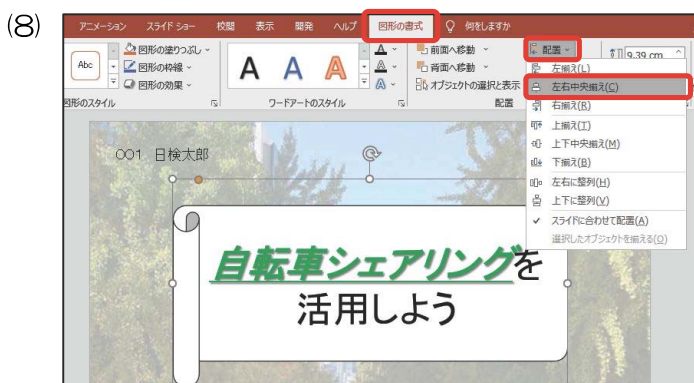 (8)
アニメーション スライド ショー 校閲 表示 開発 ヘルプ 図形の書式 何をしますか
Abc
図形の塗りつぶし
図形の枠線
図形の効果
図形のスタイル
A A A
A
A
A
ワードアートのスタイル
前面へ移動
背面へ移動
オブジェクトの選択と表示
配置
配置
9.39 cm
左揃え(L)
左右中央揃え(C)
右揃え(R)
上揃え(T)
上下中央揃え(M)
下揃え(B)
左右に整列(H)
上下に整列(V)
スライドに合わせて配置(A)
選択したオブジェクトを揃える(O)
001 日検太郎
自転車シェアリングを
活用しよう